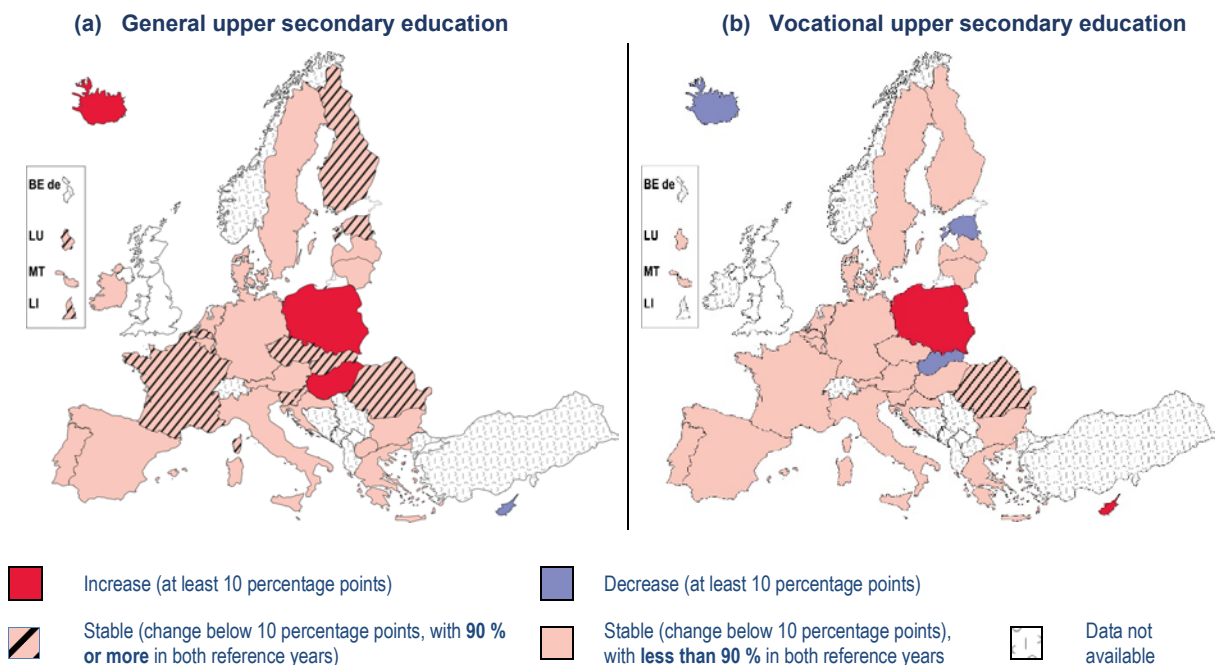 (a) General upper secondary education
(b) Vocational upper secondary education
BE de
LU
MT
LI
BE de
LU
MT
LI
Increase (at least 10 percentage points)
Decrease (at least 10 percentage points)
Stable (change below 10 percentage points, with 90 %
or more in both reference years)
Stable (change below 10 percentage points),
with less than 90 % in both reference years
Data not
available